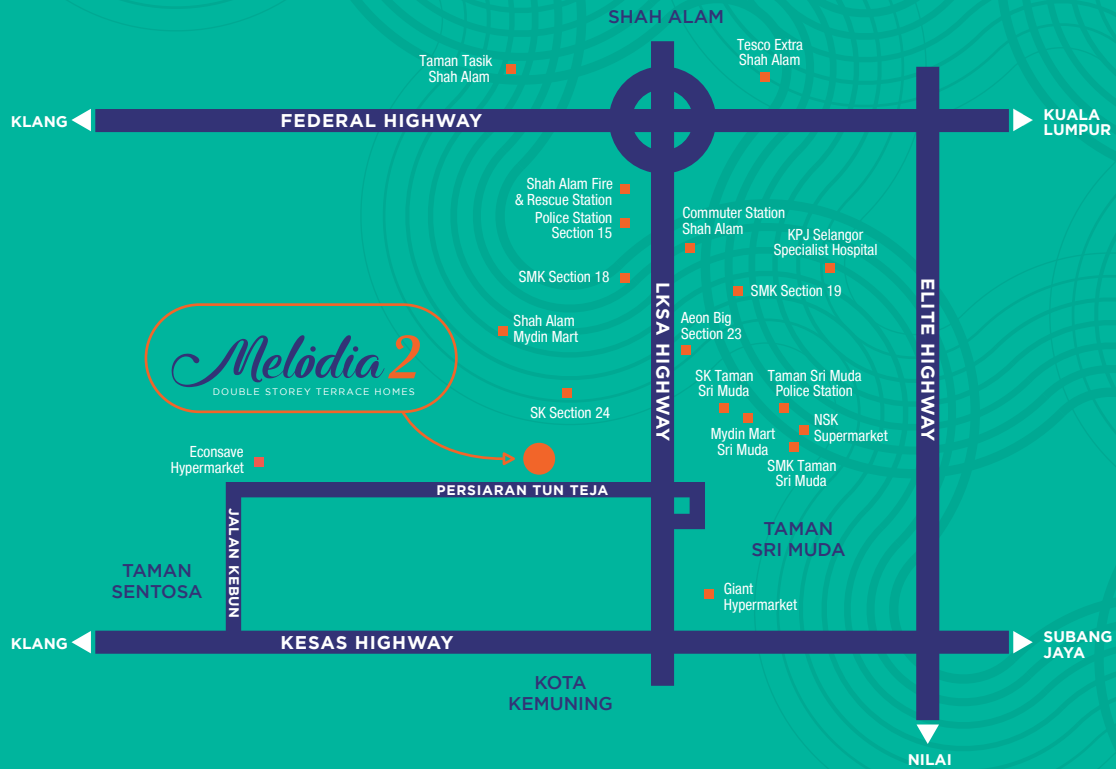 SHAH ALAM
Taman Tasik
Shah Alam
Tesco Extra
Shah Alam
KLANG
FEDERAL HIGHWAY
KUALA
LUMPUR
Shah Alam Fire
& Rescue Station
Police Station
Section 15
Commuter Station
Shah Alam
KPJ Selangor
Specialist Hospital
SMK Section 18
SMK Section 19
LKSA HIGHWAY
ELITE HIGHWAY
Shah Alam
Mydin Mart
Aeon Big
Section 23
Melòdia 2
DOUBLE STOREY TERRACE HOMES
SK Section 24
SK Taman
Sri Muda
Taman Sri Muda
Police Station
Mydin Mart
Sri Muda
NSK
Supermarket
SMK Taman
Sri Muda
Econsave
Hypermarket
PERSIARAN TUN TEJA
JALAN KEBUN
TAMAN
SRI MUDA
TAMAN
SENTOSA
Giant
Hypermarket
KLANG
KESAS HIGHWAY
SUBANG
JAYA
KOTA
KEMUNING
NILAI